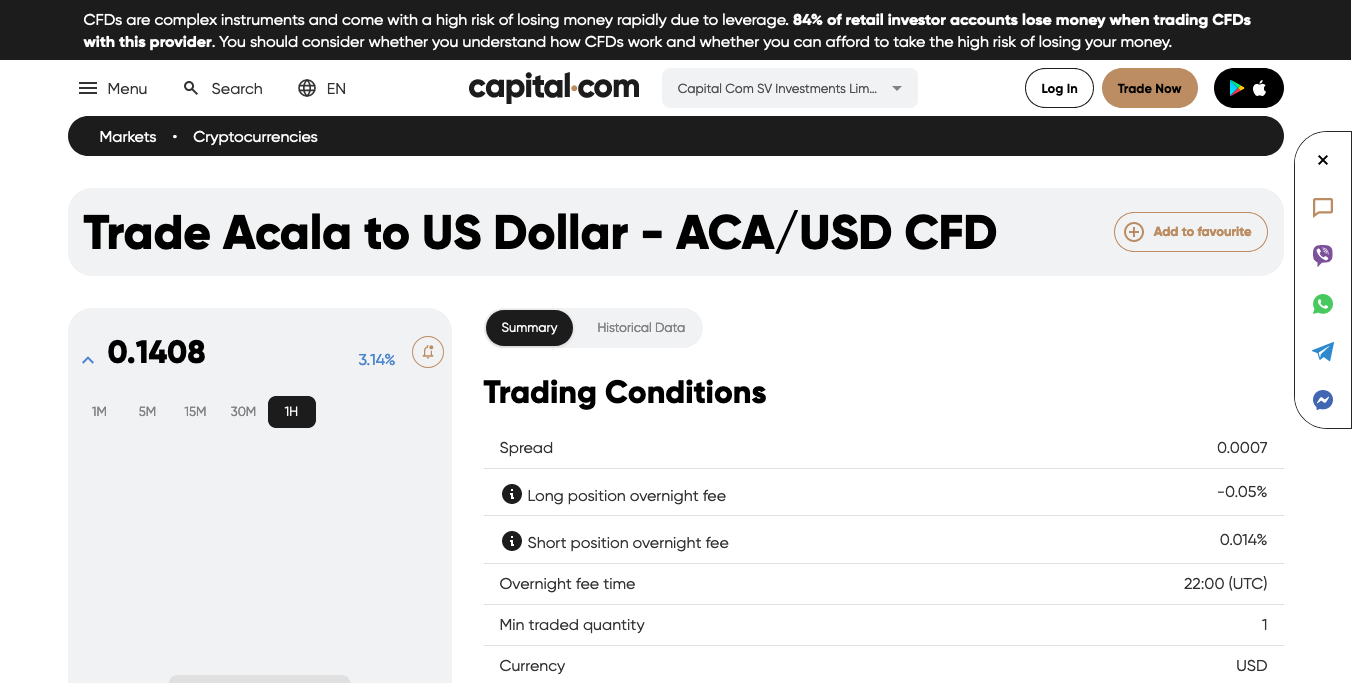 CFDs are complex instruments and come with a high risk of losing money rapidly due to leverage. 84% of retail investor accounts lose money when trading CFDs
with this provider. You should consider whether you understand how CFDs work and whether you can afford to take the high risk of losing your money.
Menu Search EN capital.com Capital Com SV Investments Lim... Log In Trade Now
Markets • Cryptocurrencies
Trade Acala to US Dollar - ACA/USD CFD Add to favourite
0.1408 3.14%
1M 5M 15M 30M 1H
Summary Historical Data
Trading Conditions
Spread 0.0007
Long position overnight fee -0.05%
Short position overnight fee 0.014%
Overnight fee time 22:00 (UTC)
Min traded quantity 1
Currency USD